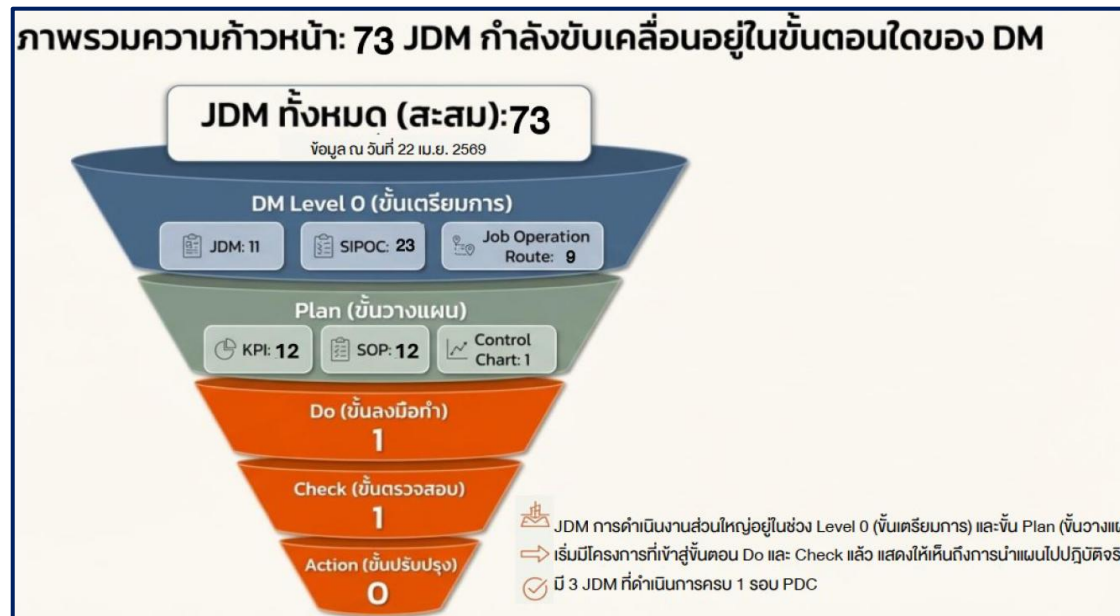 ภาพรวมความก้าวหน้า: 73 JDM กำลังขับเคลื่อนอยู่ในขั้นตอนใดของ DM
JDM ทั้งหมด (สะสม):73
ข้อมูล ณ วันที่ 22 เม.ย. 2569
DM Level 0 (ขั้นเตรียมการ)
JDM: 11
SIPOC: 23
Job Operation
Route: 9
Plan (ขั้นวางแผน)
KPI: 12
SOP: 12
Control
Chart: 1
Do (ขั้นลงมือทำ)
1
Check (ขั้นตรวจสอบ)
1
Action (ขั้นปรับปรุง)
0
JDM การดำเนินงานส่วนใหญ่อยู่ในช่วง Level 0 (ขั้นเตรียมการ) และขั้น Plan (ขั้นวางแผ
เริ่มมีโครงการที่เข้าสู่ขั้นตอน Do และ Check แล้ว แสดงให้เห็นถึงการนำแผนไปปฏิบัติจริ
มี 3 JDM ที่ดำเนินการครบ 1 รอบ PDC